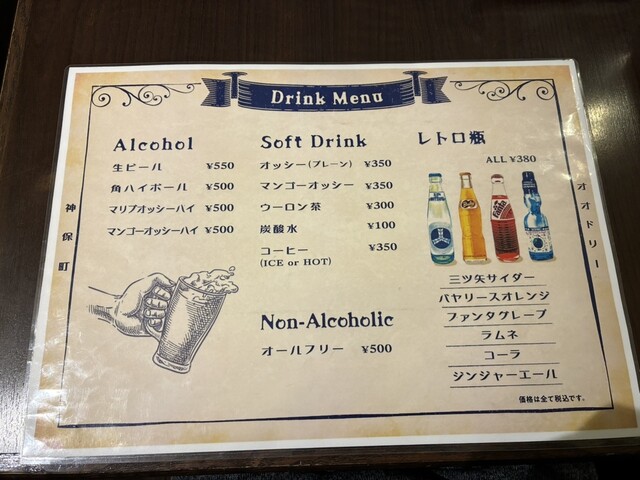 Drink Menu
Alcohol
生ビール ¥550
角ハイボール ¥500
マリブオッシーハイ ¥500
マンゴーオッシーハイ ¥500
Soft Drink
オッシー(プレーン) ¥350
マンゴーオッシー ¥350
ウーロン茶 ¥300
炭酸水 ¥100
コーヒー ¥350
(ICE or HOT)
Non-Alcoholic
オールフリー ¥500
レトロ瓶
ALL ¥380
Fanta
三ツ矢サイダー
バヤリースオレンジ
ファンタグレープ
ラムネ
コーラ
ジンジャーエール
価格は全て税込です。
神保町
オオドリー